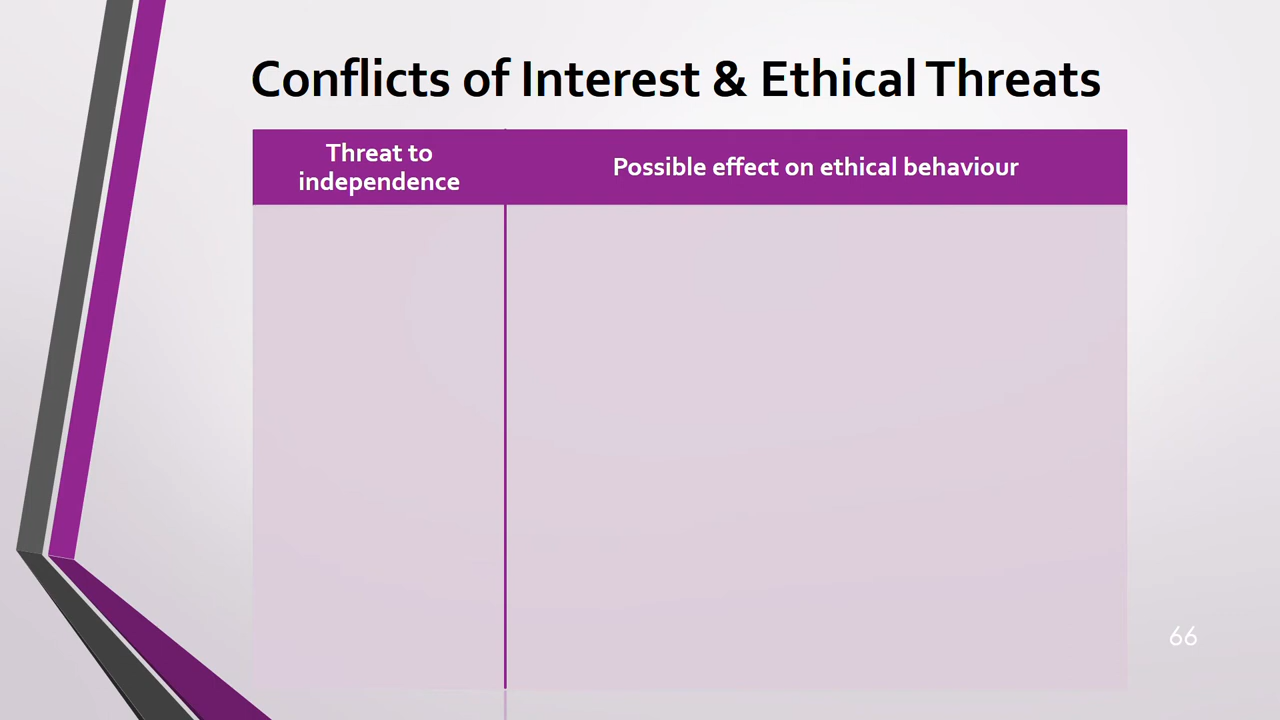 Conflicts of Interest & Ethical Threats
Threat to
independence
Possible effect on ethical behaviour
66